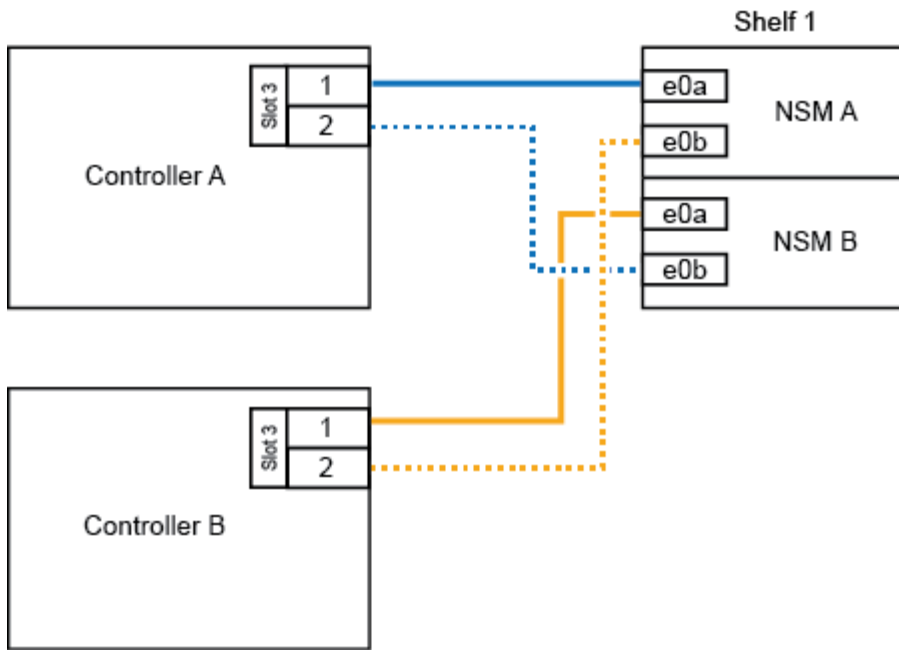 Shelf 1
Slot 3
1
2
Controller A
e0a
e0b
NSM A
e0a
e0b
NSM B
Slot 3
1
2
Controller B